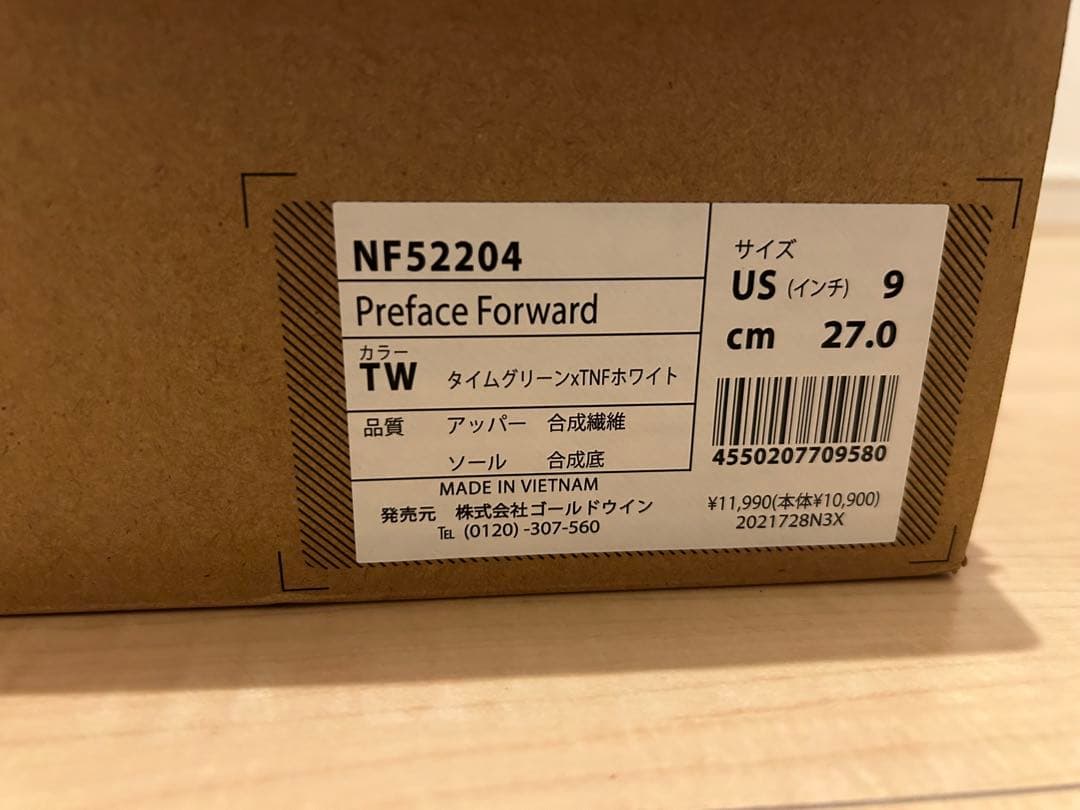 NF52204
Preface Forward
カラー
TW タイムグリーンxTNFホワイト
品質 アッパー 合成繊維
ソール 合成底
MADE IN VIETNAM
発売元 株式会社ゴールドウイン
℡ (0120) -307-560
サイズ
US (インチ) 9
cm 27.0
4550207709580
¥11,990(本体¥10,900)
2021728N3X